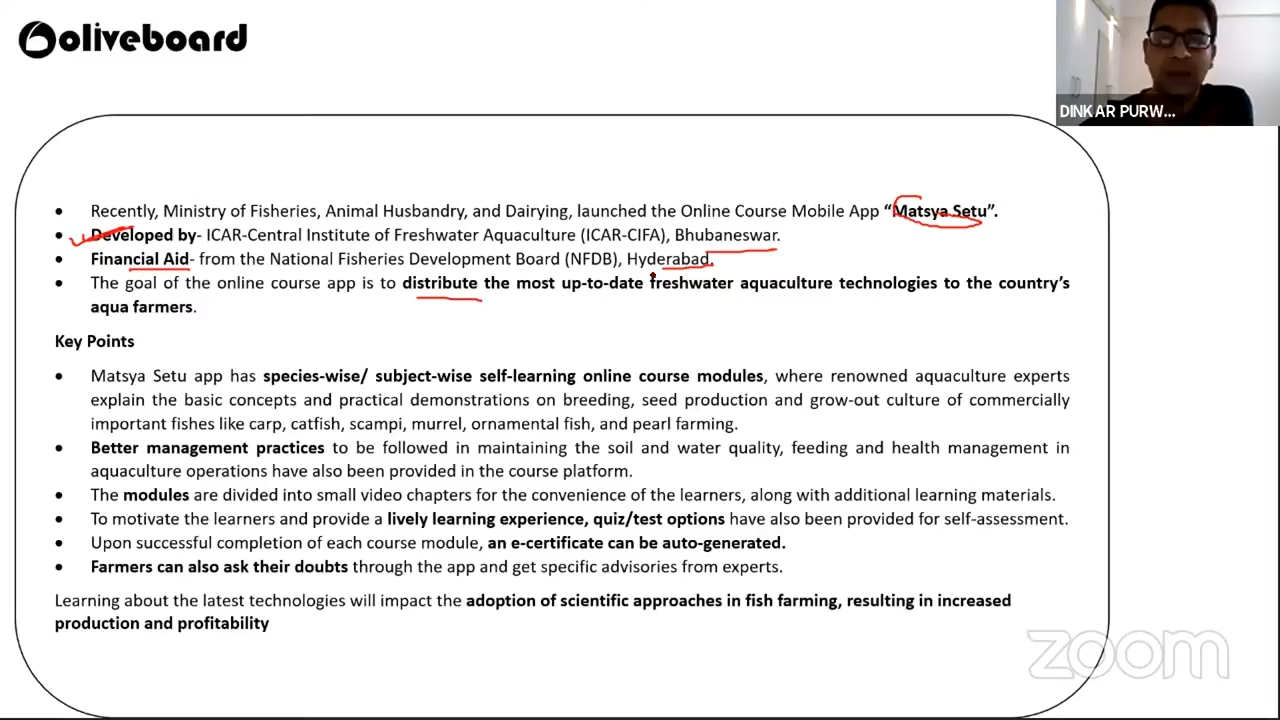 oliveboard
DINKAR PURW...
• Recently, Ministry of Fisheries, Animal Husbandry, and Dairying, launched the Online Course Mobile App “Matsya Setu”.
• Developed by- ICAR-Central Institute of Freshwater Aquaculture (ICAR-CIFA), Bhubaneswar.
• Financial Aid- from the National Fisheries Development Board (NFDB), Hyderabad.
• The goal of the online course app is to distribute the most up-to-date freshwater aquaculture technologies to the country’s
aqua farmers.
Key Points
• Matsya Setu app has species-wise/ subject-wise self-learning online course modules, where renowned aquaculture experts
explain the basic concepts and practical demonstrations on breeding, seed production and grow-out culture of commercially
important fishes like carp, catfish, scampi, murrel, ornamental fish, and pearl farming.
• Better management practices to be followed in maintaining the soil and water quality, feeding and health management in
aquaculture operations have also been provided in the course platform.
• The modules are divided into small video chapters for the convenience of the learners, along with additional learning materials.
• To motivate the learners and provide a lively learning experience, quiz/test options have also been provided for self-assessment.
• Upon successful completion of each course module, an e-certificate can be auto-generated.
• Farmers can also ask their doubts through the app and get specific advisories from experts.
Learning about the latest technologies will impact the adoption of scientific approaches in fish farming, resulting in increased
production and profitability
zoom